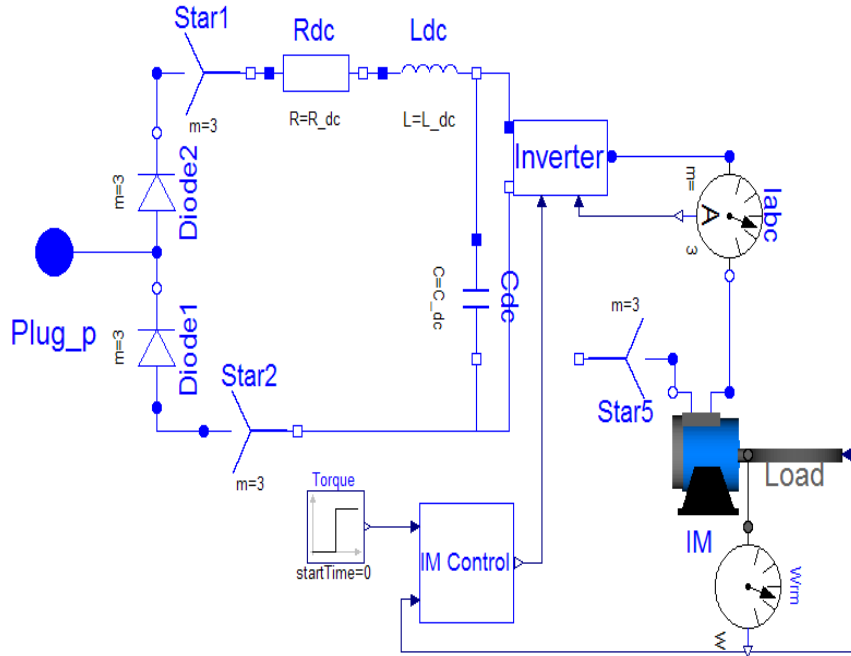 Star1
m=3
Rdc
R=R_dc
Ldc
L=L_dc
Inverter
m=
3
A
Iabc
Diode2
m=3
Plug_p
Diode1
m=3
C=C_dc
Cdc
Star2
m=3
m=3
Star5
Torque
startTime=0
IM Control
IM
Load
Wrm
W